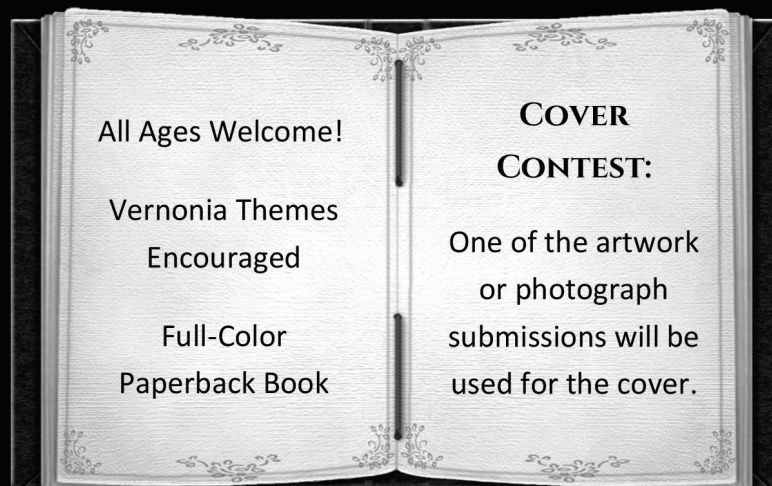 All Ages Welcome!
Vernonia Themes
Encouraged
Full-Color
Paperback Book
COVER
CONTEST:
One of the artwork
or photograph
submissions will be
used for the cover.